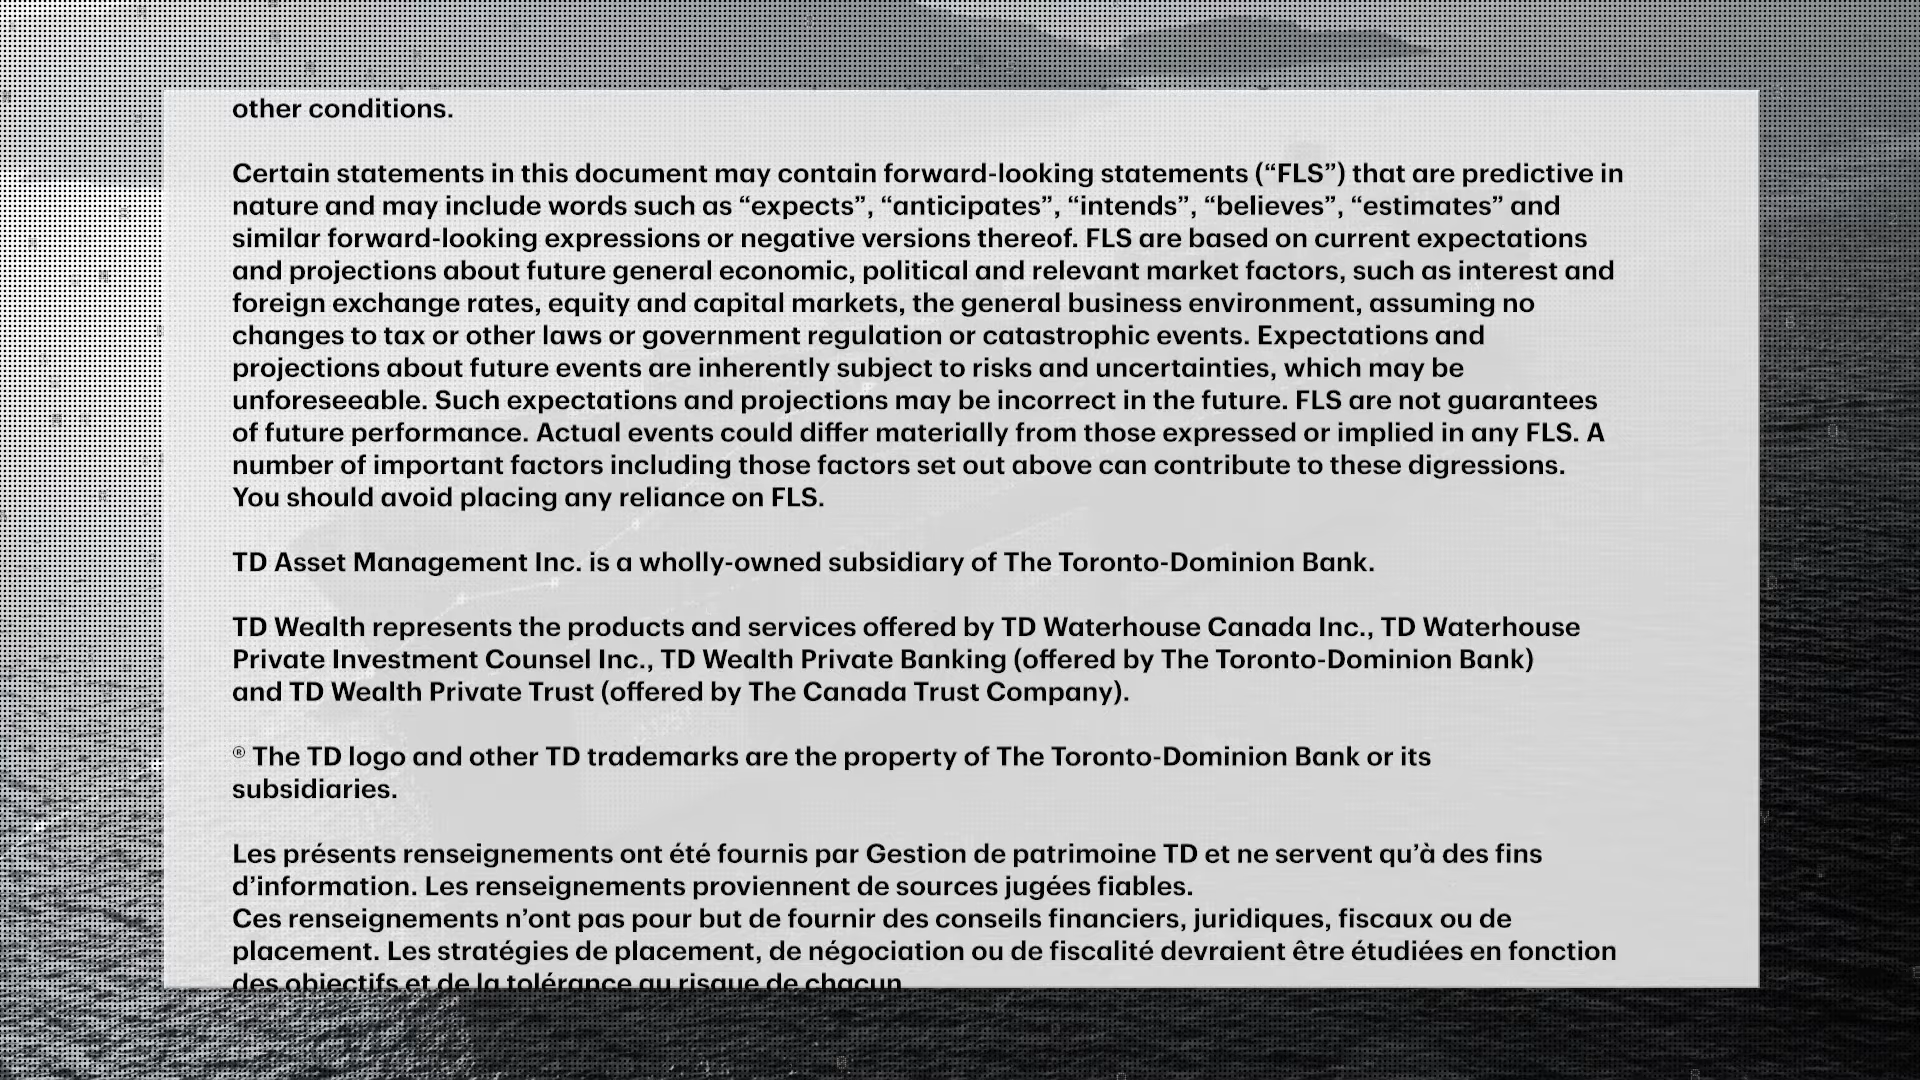 other conditions.
Certain statements in this document may contain forward-looking statements (“FLS”) that are predictive in
nature and may include words such as “expects”, “anticipates”, “intends”, “believes”, “estimates” and
similar forward-looking expressions or negative versions thereof. FLS are based on current expectations
and projections about future general economic, political and relevant market factors, such as interest and
foreign exchange rates, equity and capital markets, the general business environment, assuming no
changes to tax or other laws or government regulation or catastrophic events. Expectations and
projections about future events are inherently subject to risks and uncertainties, which may be
unforeseeable. Such expectations and projections may be incorrect in the future. FLS are not guarantees
of future performance. Actual events could differ materially from those expressed or implied in any FLS. A
number of important factors including those factors set out above can contribute to these digressions.
You should avoid placing any reliance on FLS.
TD Asset Management Inc. is a wholly-owned subsidiary of The Toronto-Dominion Bank.
TD Wealth represents the products and services offered by TD Waterhouse Canada Inc., TD Waterhouse
Private Investment Counsel Inc., TD Wealth Private Banking (offered by The Toronto-Dominion Bank)
and TD Wealth Private Trust (offered by The Canada Trust Company).
® The TD logo and other TD trademarks are the property of The Toronto-Dominion Bank or its
subsidiaries.
Les présents renseignements ont été fournis par Gestion de patrimoine TD et ne servent qu’à des fins
d’information. Les renseignements proviennent de sources jugées fiables.
Ces renseignements n’ont pas pour but de fournir des conseils financiers, juridiques, fiscaux ou de
placement. Les stratégies de placement, de négociation ou de fiscalité devraient être étudiées en fonction
des objectifs et de la tolérance au risque de chacun